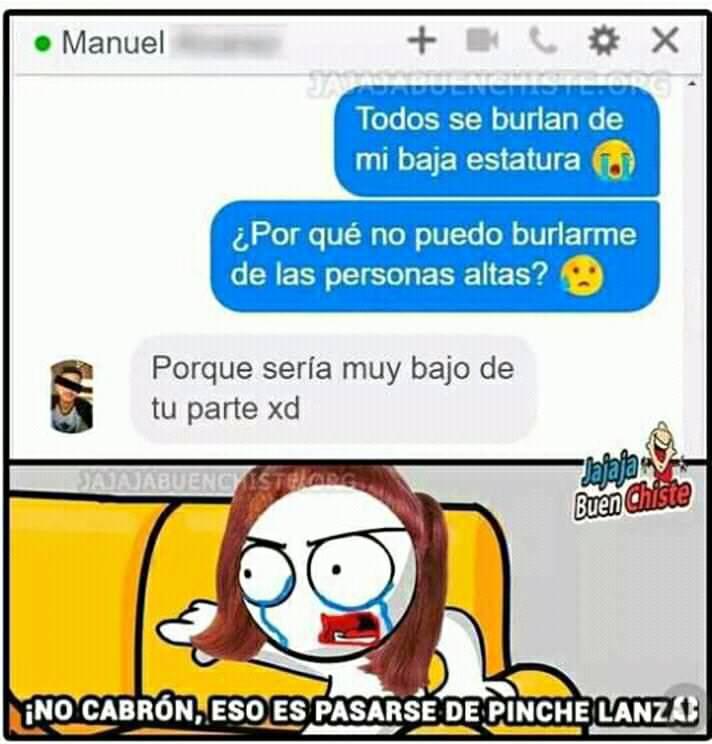 Manuel
JAJAJABUENCHISTE.ORG
Todos se burlan de
mi baja estatura 😭
¿Por qué no puedo burlarme
de las personas altas? 😥
Porque sería muy bajo de
tu parte xd
Jajaja
Buen Chiste
JAJAJABUENCHISTE.ORG
¡NO CABRÓN, ESO ES PASARSE DE PINCHE LANZA!